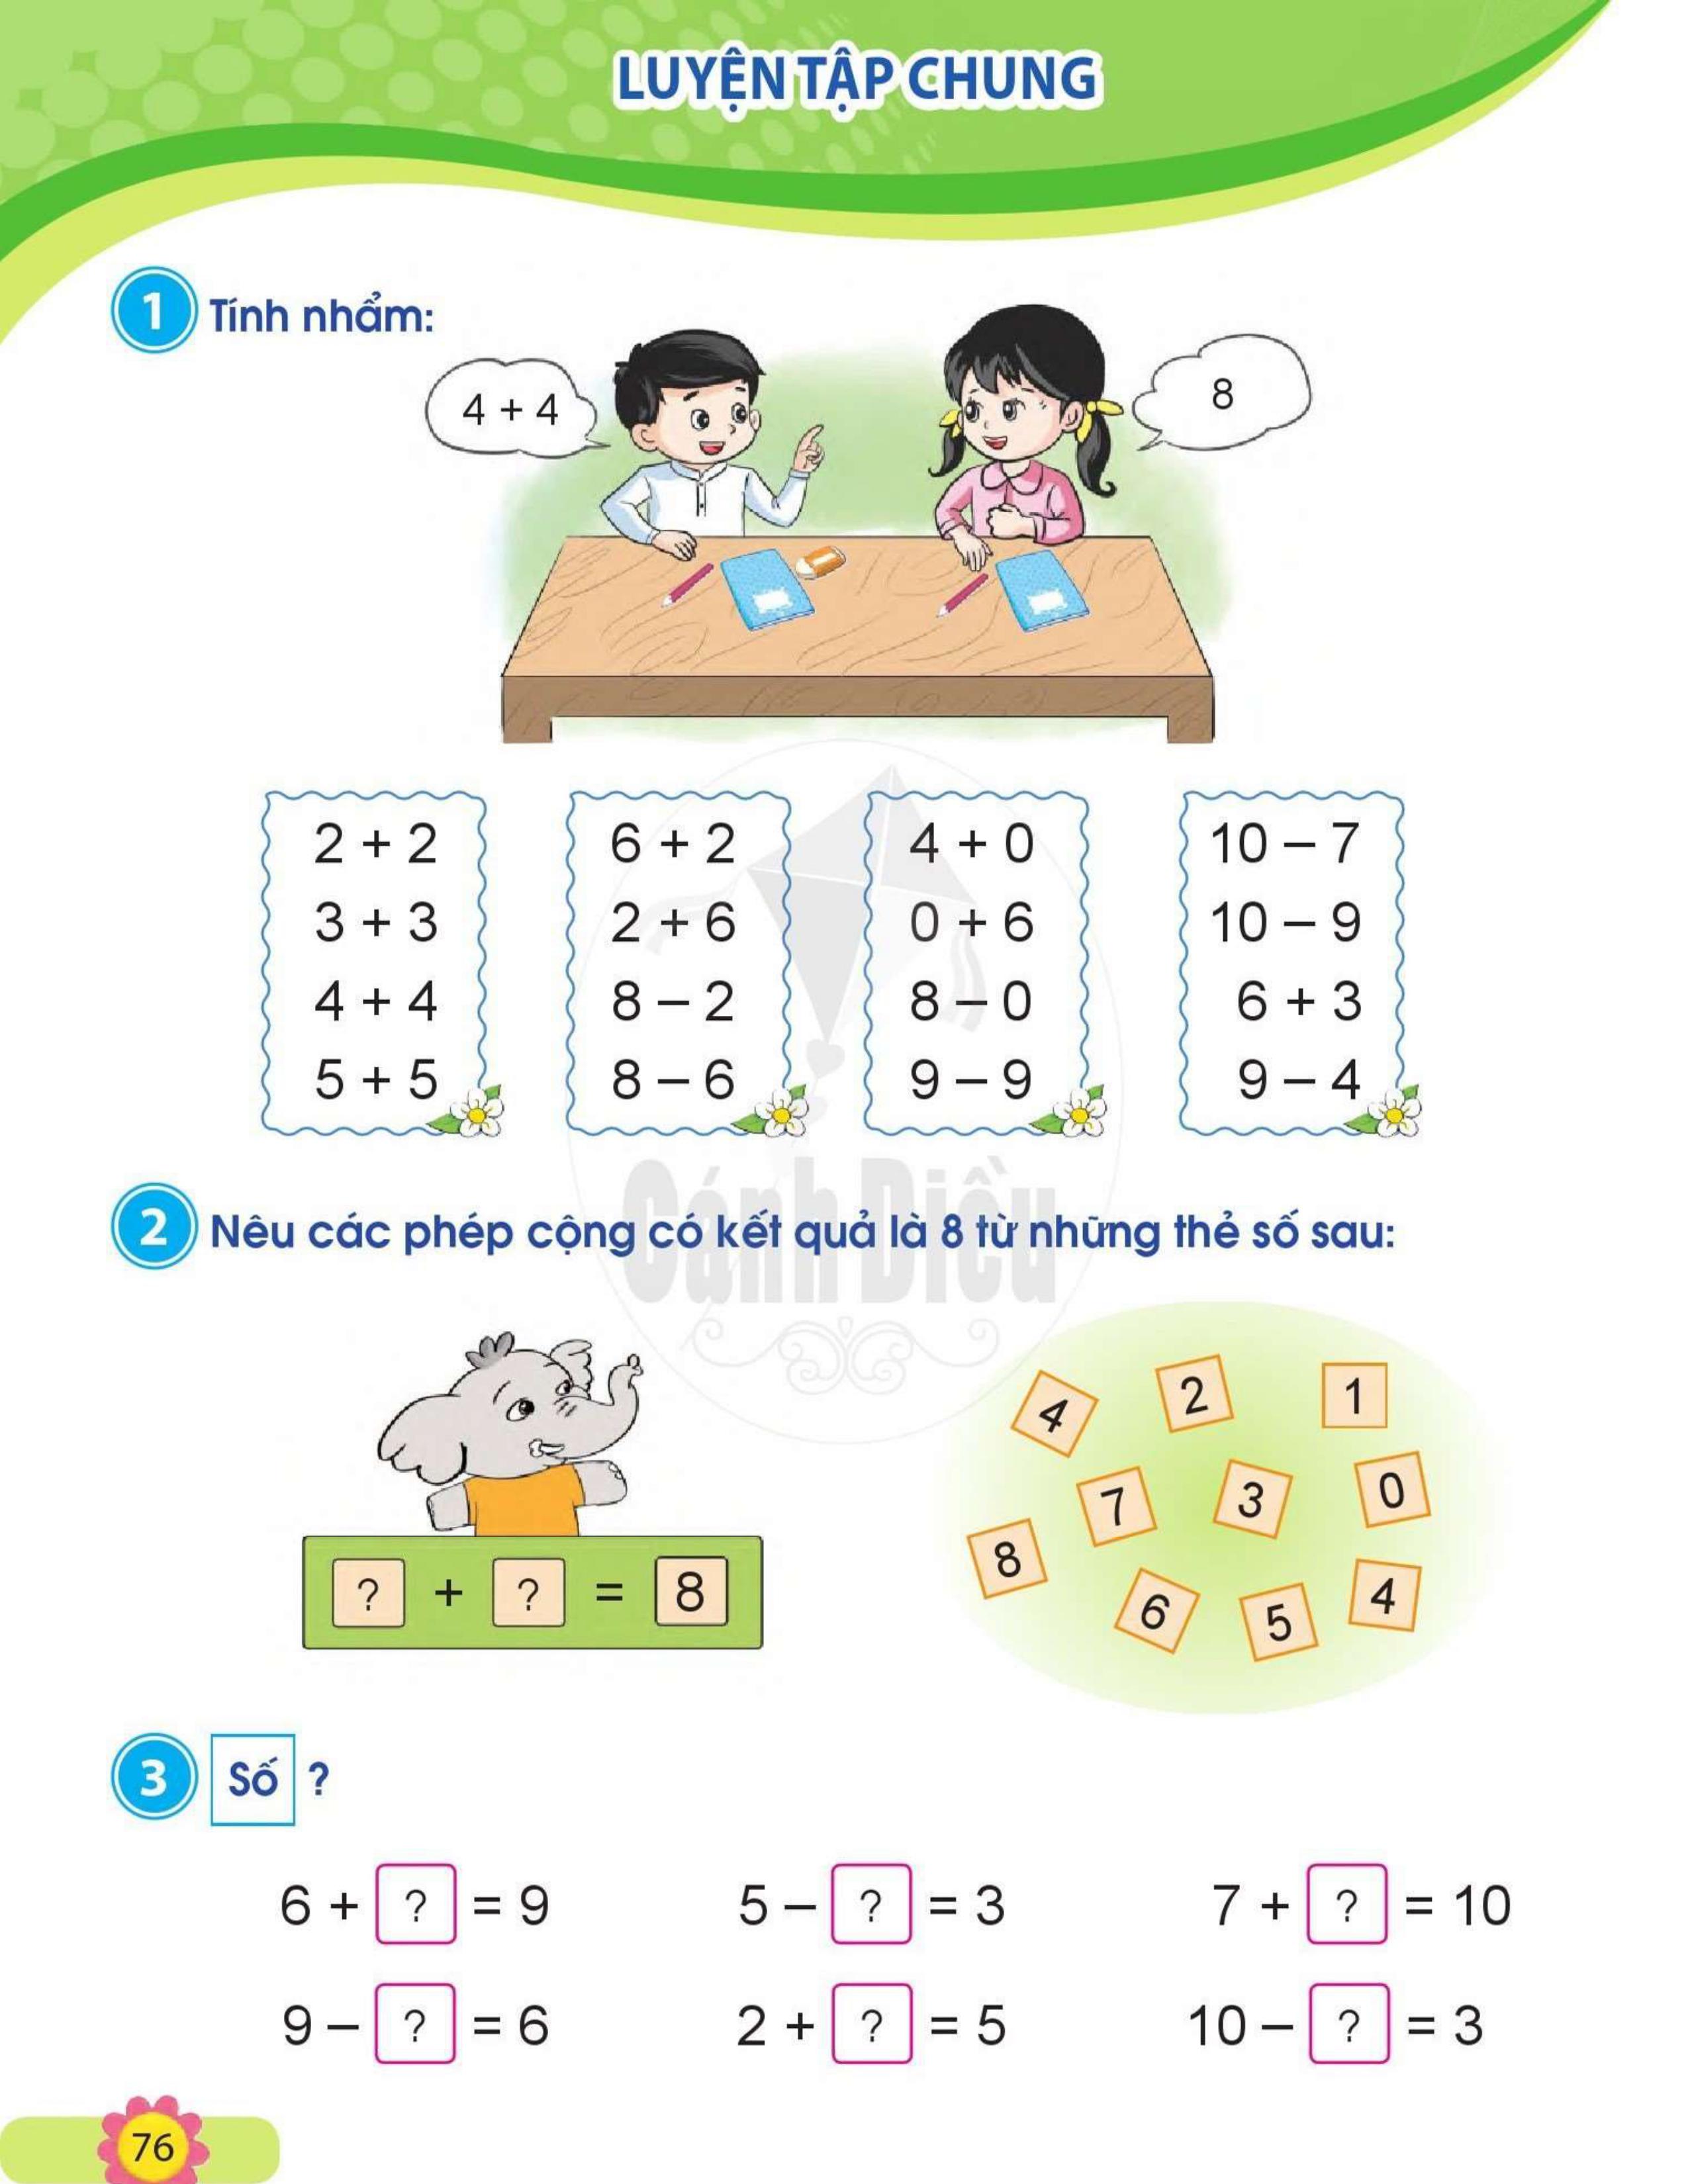 LUYỆN TẬP CHUNG
1 Tính nhẩm:
4 + 4
8
2 + 2 6 + 2 4 + 0 10 – 7
3 + 3 2 + 6 0 + 6 10 – 9
4 + 4 8 – 2 8 – 0 6 + 3
5 + 5 8 – 6 9 – 9 9 – 4
Cánh Diều
2 Nêu các phép cộng có kết quả là 8 từ những thẻ số sau:
4 2 1
7 3 0
8
6 5 4
? + ? = 8
3 Số ?
6 + ? = 9 5 – ? = 3 7 + ? = 10
9 – ? = 6 2 + ? = 5 10 – ? = 3
76